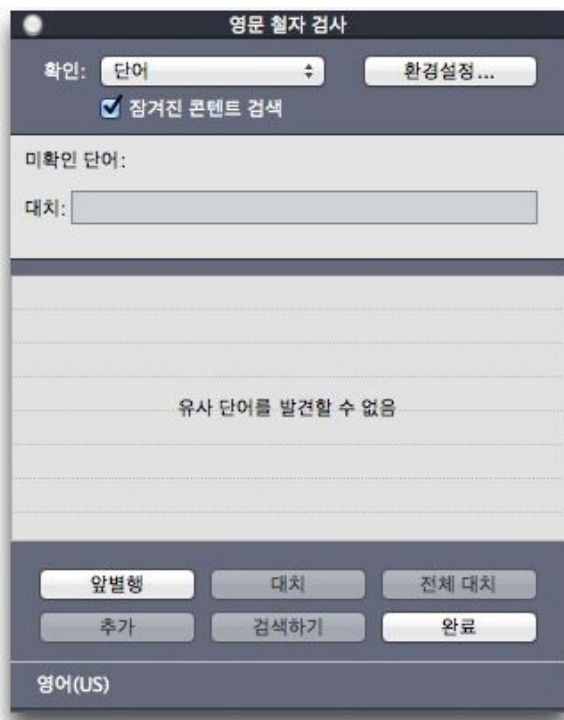 영문 철자 검사
확인: 단어 환경설정...
잠겨진 콘텐트 검색
미확인 단어:
대치:
유사 단어를 발견할 수 없음
앞별행 대치 전체 대치
추가 검색하기 완료
영어(US)